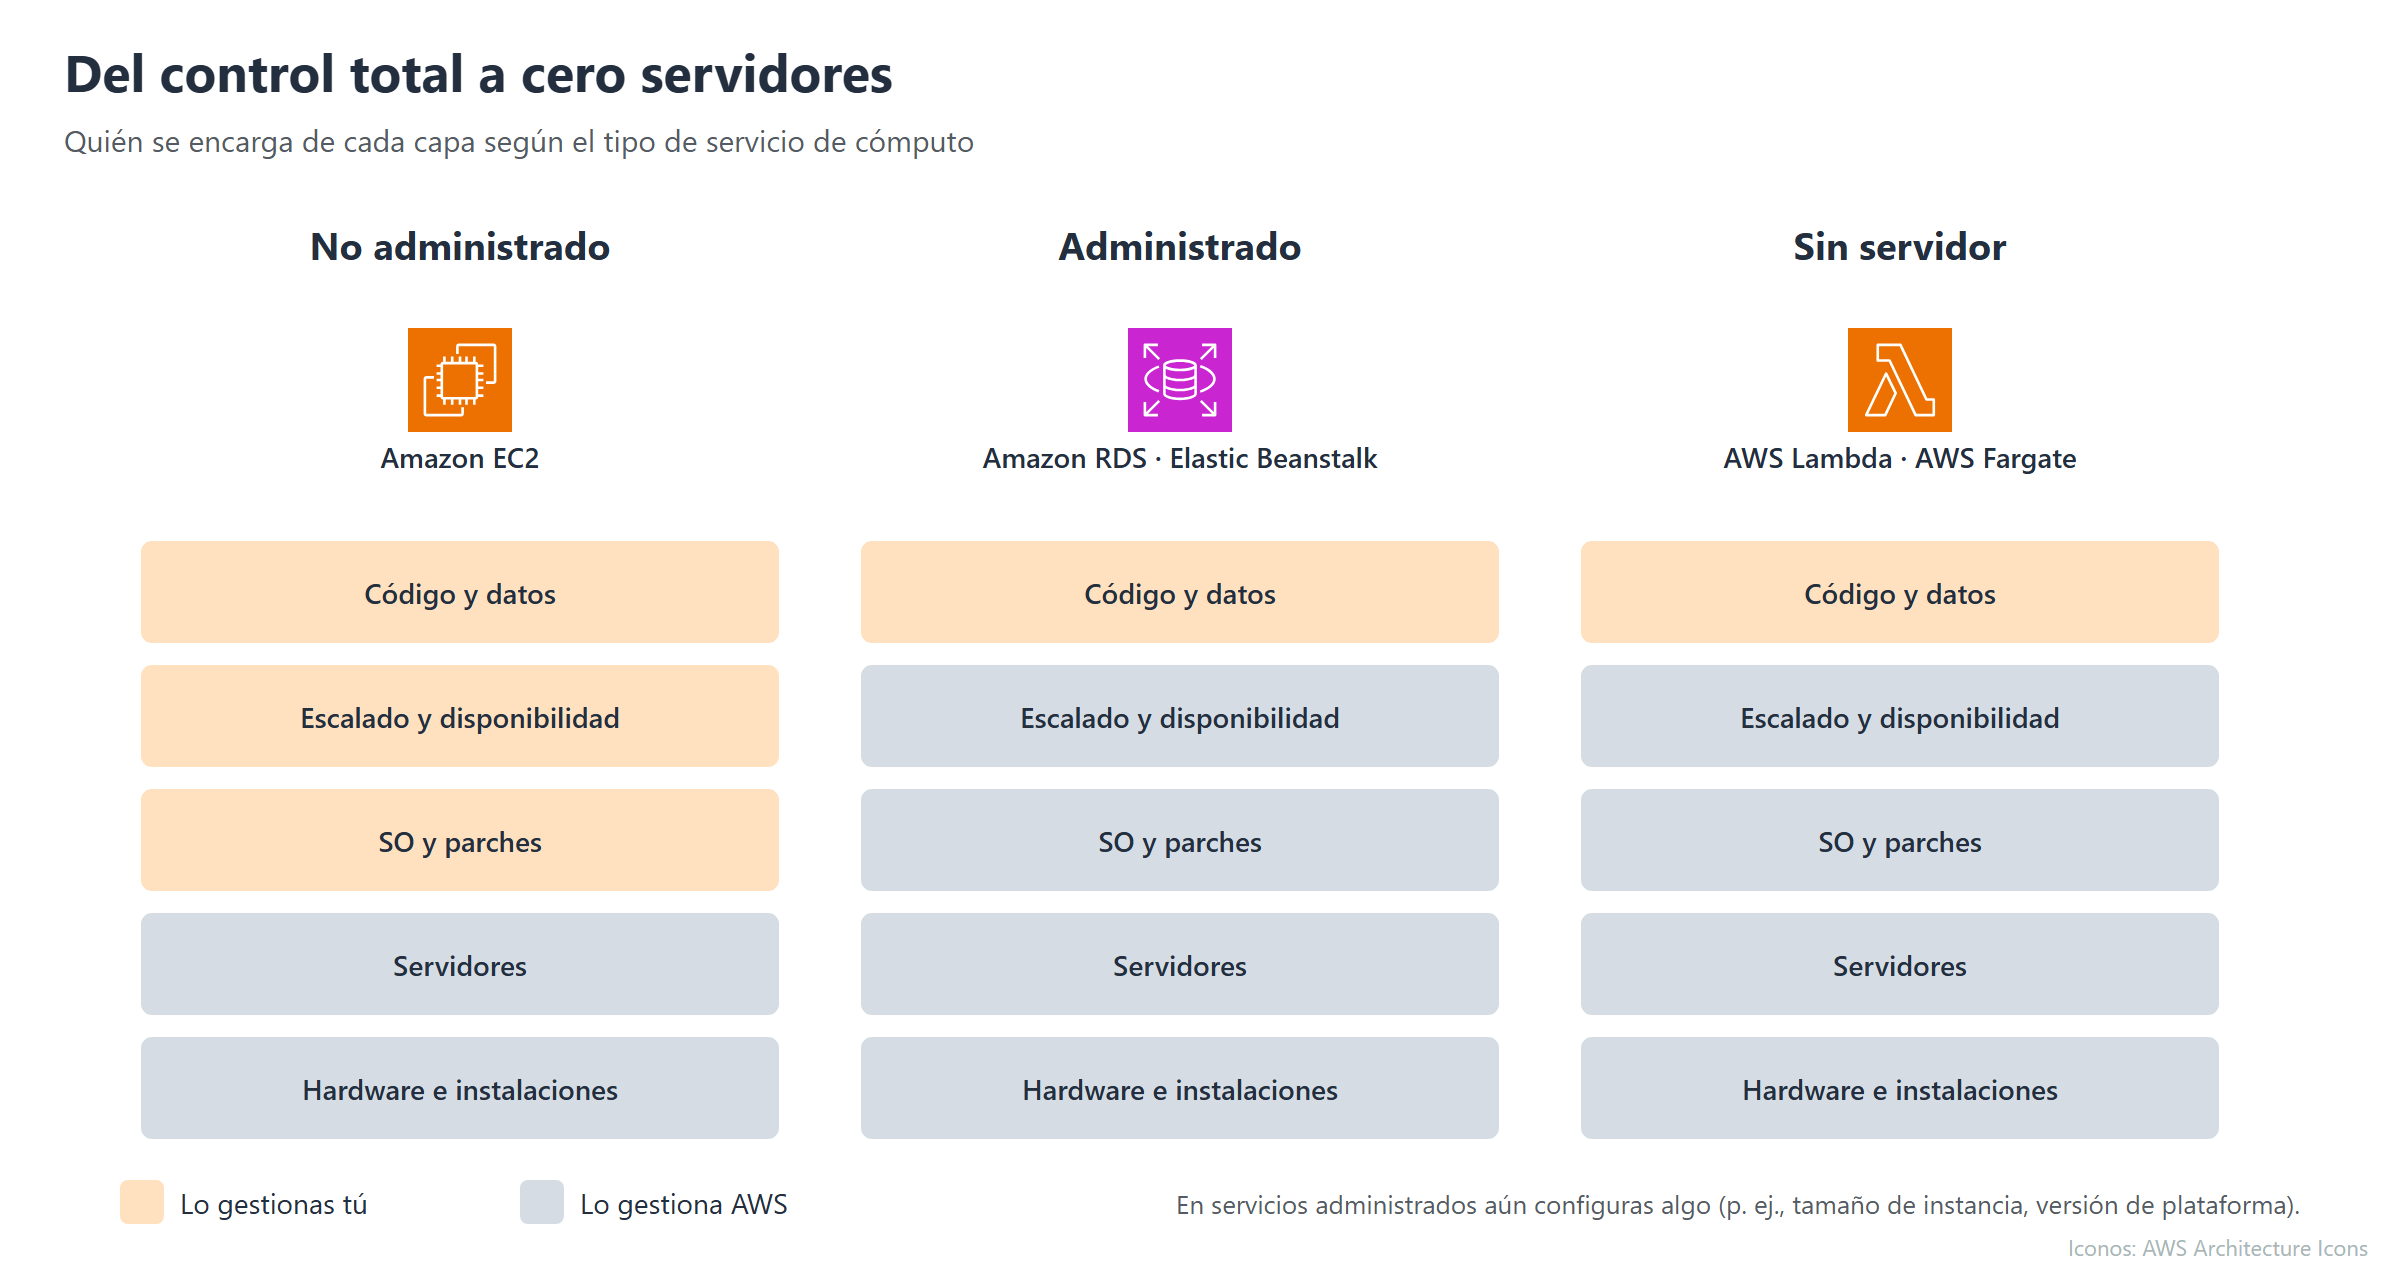 Del control total a cero servidores
Quién se encarga de cada capa según el tipo de servicio de cómputo
No administrado
Administrado
Sin servidor
Amazon EC2
Amazon RDS · Elastic Beanstalk
AWS Lambda · AWS Fargate
Código y datos
Código y datos
Código y datos
Escalado y disponibilidad
Escalado y disponibilidad
Escalado y disponibilidad
SO y parches
SO y parches
SO y parches
Servidores
Servidores
Servidores
Hardware e instalaciones
Hardware e instalaciones
Hardware e instalaciones
Lo gestionas tú
Lo gestiona AWS
En servicios administrados aún configuras algo (p. ej., tamaño de instancia, versión de plataforma).
Iconos: AWS Architecture Icons